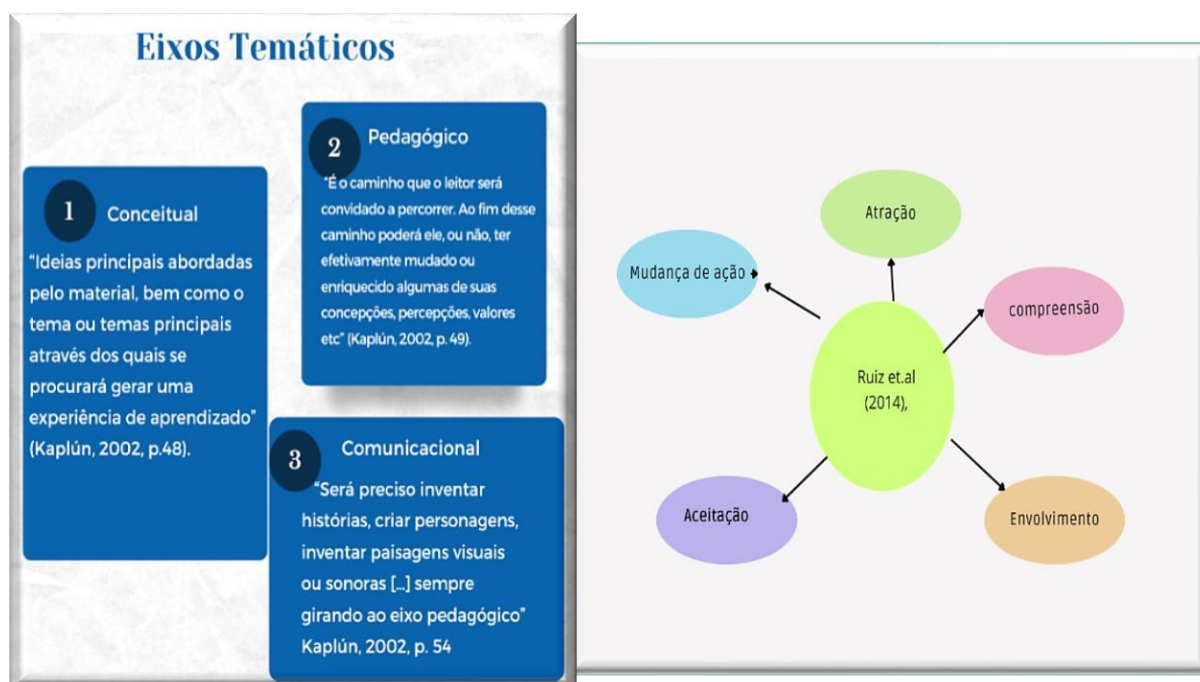 Eixos Temáticos
1
Conceitual
“Ideias principais abordadas
pelo material, bem como o
tema ou temas principais
através dos quais se
procurará gerar uma
experiência de aprendizado”
(Kaplún, 2002, p.48).
2
Pedagógico
“É o caminho que o leitor será
convidado a percorrer. Ao fim desse
caminho poderá ele, ou não, ter
efetivamente mudado ou
enriquecido algumas de suas
concepções, percepções, valores
etc” (Kaplún, 2002, p. 49).
3
Comunicacional
“Será preciso inventar
histórias, criar personagens,
inventar paisagens visuais
ou sonoras [...] sempre
girando ao eixo pedagógico”
Kaplún, 2002, p. 54
Atração
Mudança de ação
compreensão
Ruiz et.al
(2014),
Aceitação
Envolvimento